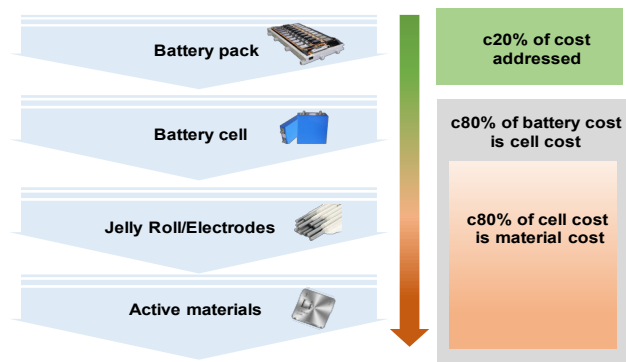 Battery pack
c20% of cost
addressed
Battery cell
c80% of battery cost
is cell cost
Jelly Roll/Electrodes
c80% of cell cost
is material cost
Active materials